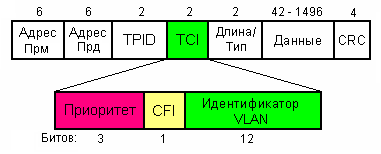 6 6 2 2 2 42-1496 4
Адрес Прм Адрес Прд TPID TCI Длина/Тип Данные CRC
Приоритет CFI Идентификатор VLAN
Битов: 3 1 12